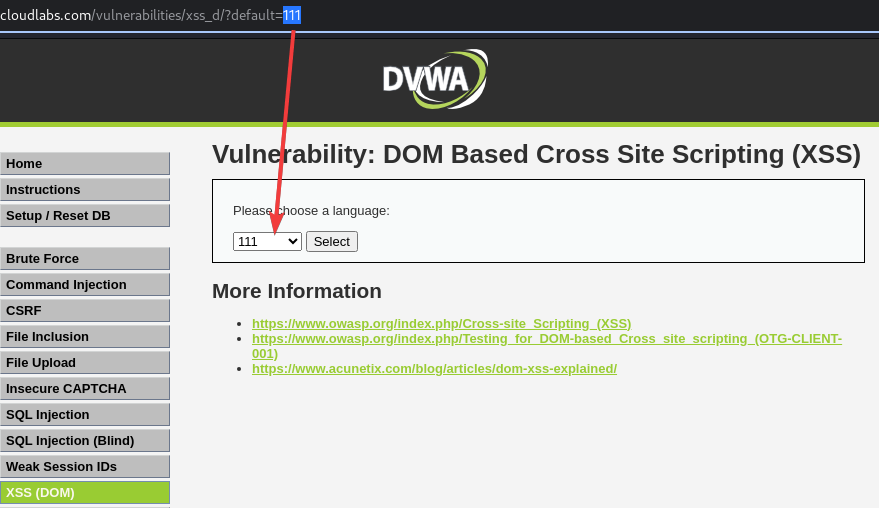 cloudlabs.com/vulnerabilities/xss_d/?default=111
DVWA
Vulnerability: DOM Based Cross Site Scripting (XSS)
Home
Instructions
Setup / Reset DB
Brute Force
Command Injection
CSRF
File Inclusion
File Upload
Insecure CAPTCHA
SQL Injection
SQL Injection (Blind)
Weak Session IDs
XSS (DOM)
Please choose a language:
111 Select
More Information
https://www.owasp.org/index.php/Cross-site_Scripting_(XSS)
https://www.owasp.org/index.php/Testing_for_DOM-based_Cross_site_scripting_(OTG-CLIENT-
001)
https://www.acunetix.com/blog/articles/dom-xss-explained/